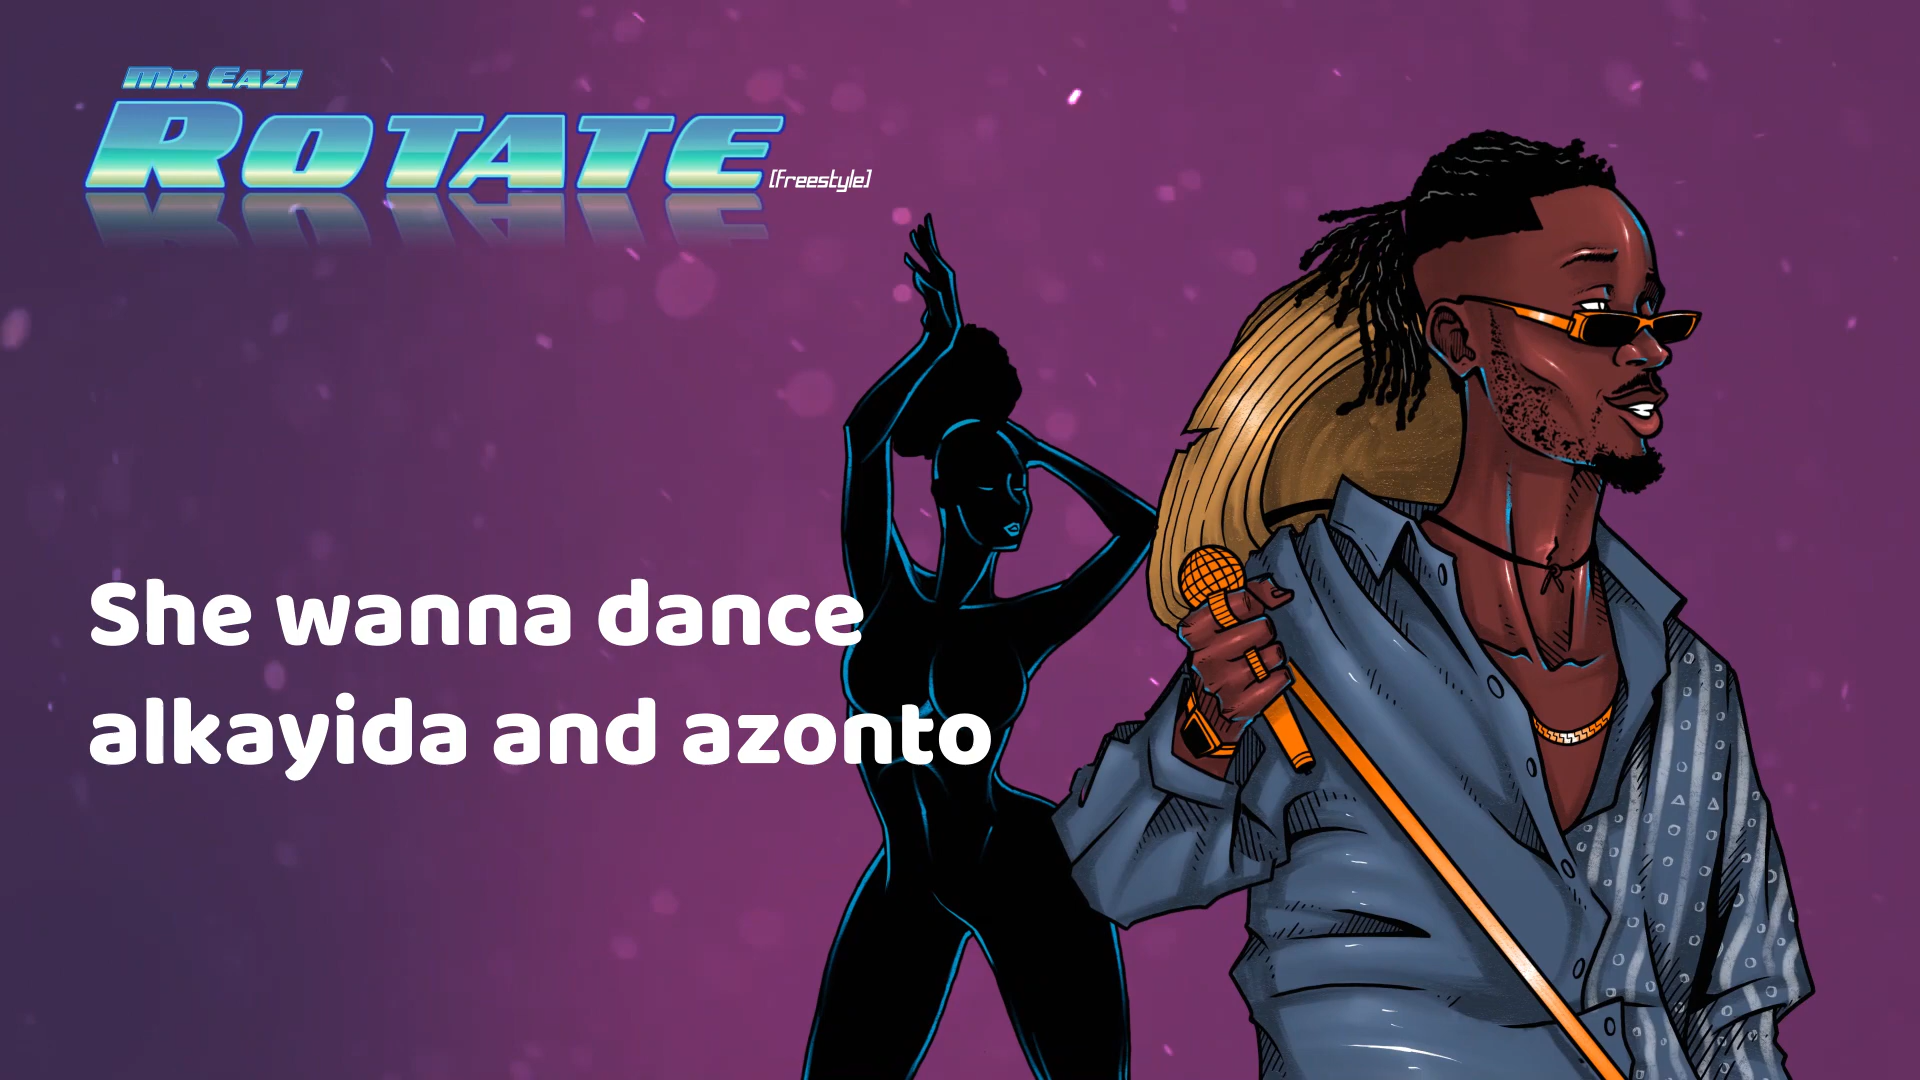 Mr Eazi
Rotate
[Freestyle]
She wanna dance
alkayida and azonto